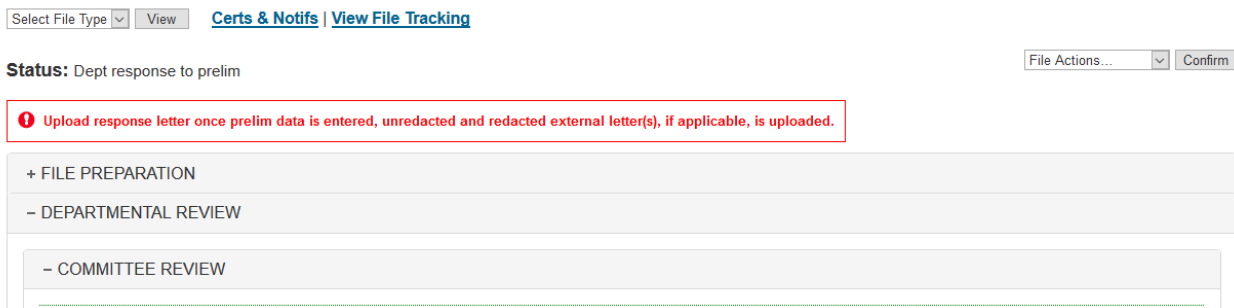 Select File Type View Certs & Notifs | View File Tracking
Status: Dept response to prelim File Actions... Confirm
Upload response letter once prelim data is entered, unredacted and redacted external letter(s), if applicable, is uploaded.
+ FILE PREPARATION
– DEPARTMENTAL REVIEW
– COMMITTEE REVIEW